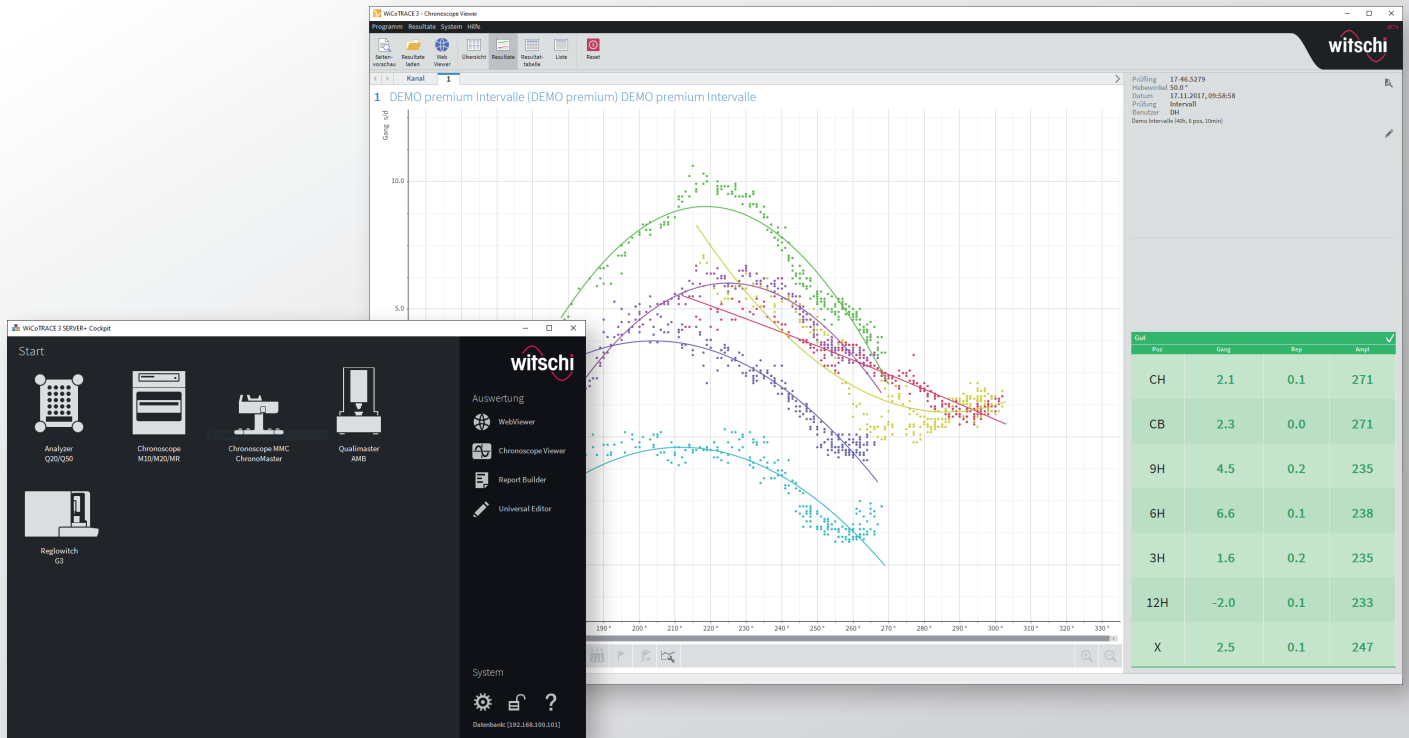 WiCoTRACE 3 - Chronoscope Viewer
Programm Resultate System Hilfe
BETA
witschi
Seiten-
vorschau
Resultate
laden
Web
Viewer
Übersicht
Resultate
Resultat-
tabelle
Liste
Reset
Kanal 1
1 DEMO premium Intervalle (DEMO premium) DEMO premium Intervalle
Gang s/d
10.0
5.0
190° 200° 210° 220° 230° 240° 250° 260° 270° 280° 290° 300° 310° 320° 330°
Prüfling 17-46.5279
Hebewinkel 50.0°
Datum 17.11.2017, 09:58:58
Prüfung Intervall
Benutzer DH
Demo Intervalle (40h, 6 pos, 10min)
Gut
Pos Gang Rep Ampl
CH 2.1 0.1 271
CB 2.3 0.0 271
9H 4.5 0.2 235
6H 6.6 0.1 238
3H 1.6 0.2 235
12H -2.0 0.1 233
X 2.5 0.1 247
WiCoTRACE 3 SERVER+ Cockpit
Start
Analyzer
Q20/Q50
Chronoscope
M10/M20/MR
Chronoscope MMC
ChronoMaster
Qualimaster
AMB
Reglowitch
G3
witschi
Auswertung
WebViewer
Chronoscope Viewer
Report Builder
Universal Editor
System
?
Datenbank: [192.168.100.101]